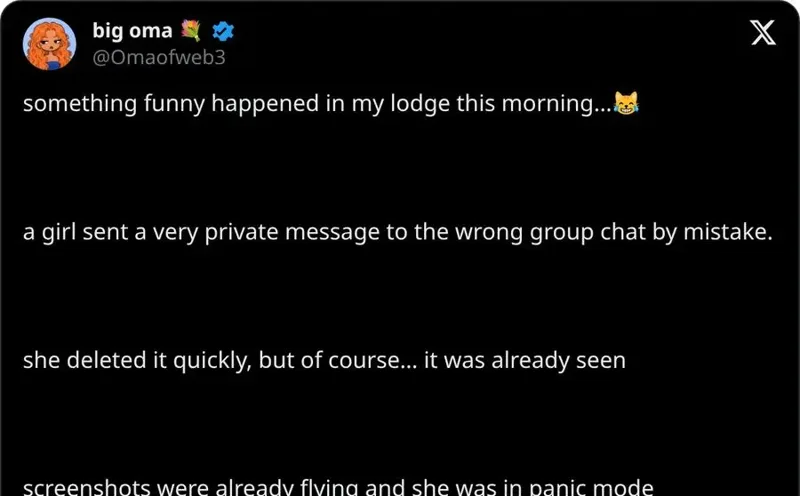 big oma 💐
@Omaofweb3
something funny happened in my lodge this morning...😹
a girl sent a very private message to the wrong group chat by mistake.
she deleted it quickly, but of course... it was already seen
screenshots were already flying and she was in panic mode